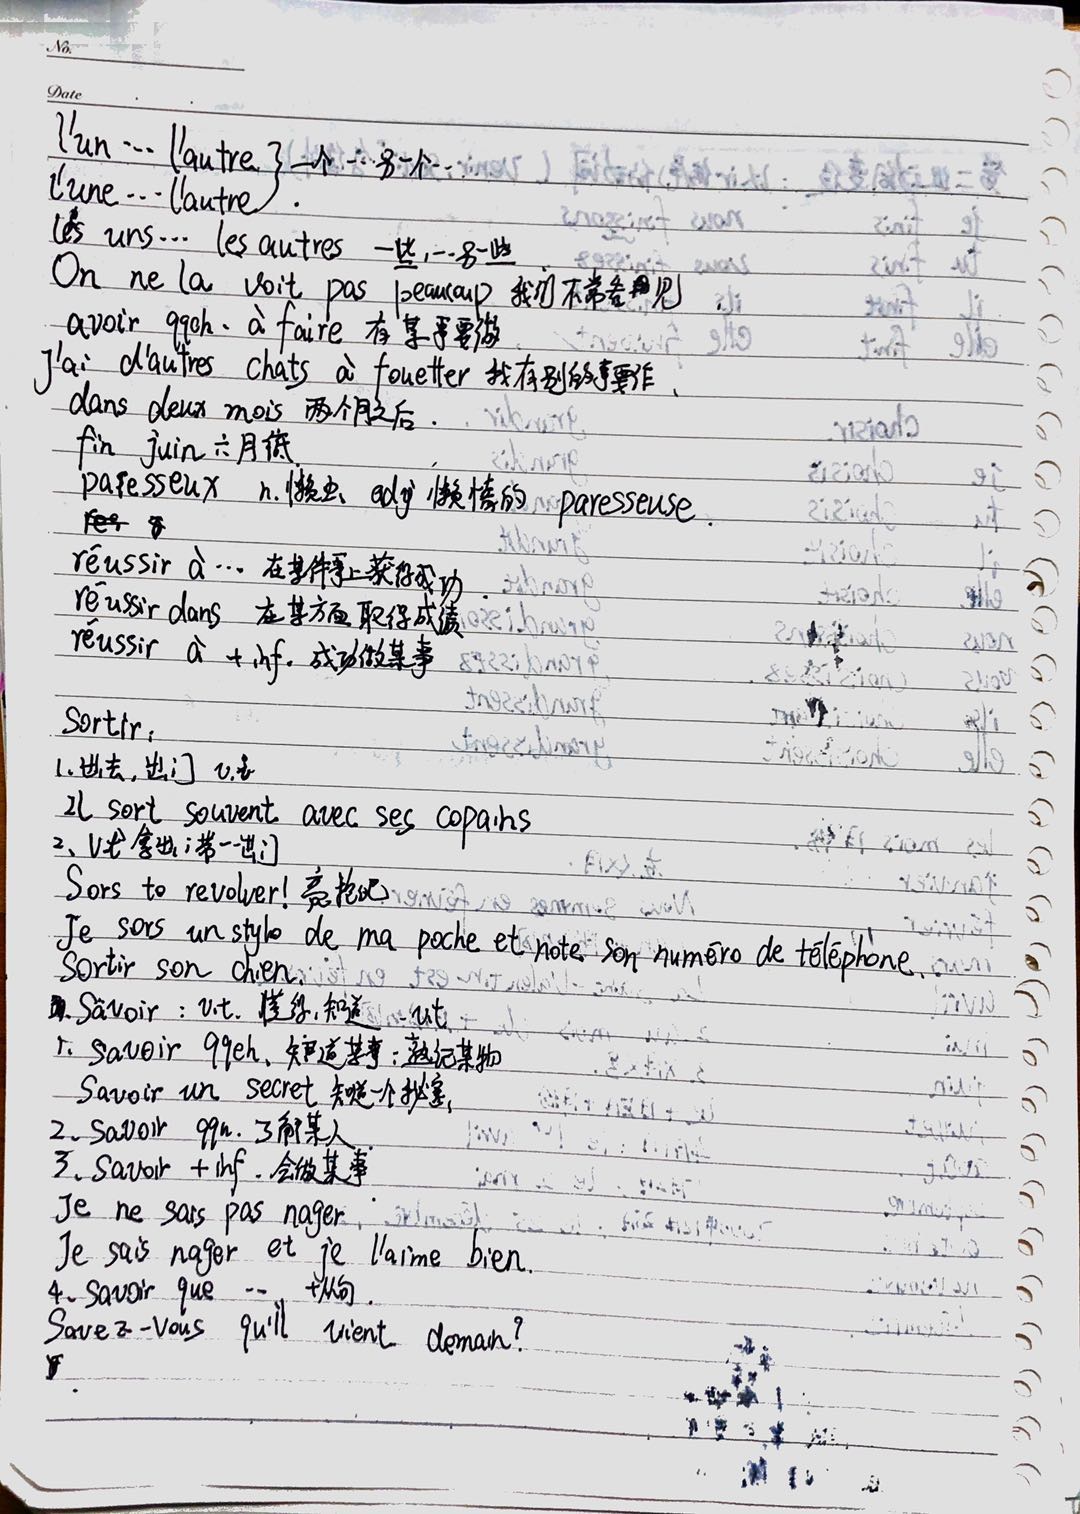 No.
Date
l'un … l'autre } 一个…另一个…
l'une … l'autre
les uns… les autres 一些…另一些
On ne la voit pas beaucoup 我们不常看见
avoir qqch. à faire 有某事要做
J'ai d'autres chats à fouetter 我有别的事要作.
dans deux mois 两个月之后.
fin juin 六月底
paresseux n.懒虫、adj 懒惰的 paresseuse.
réussir à … 在某件事上获得成功.
réussir dans 在某方面取得成绩
réussir à + inf. 成功做某事
Sortir:
1.出去,出门 v.i
Il sort souvent avec ses copains
2、v.t 拿出;带…出门
Sors to revolver! 亮抢吧
Je sors un stylo de ma poche et note son numéro de téléphone.
Sortir son chien.
Savoir : v.t. 懂得,知道 v.t
1. savoir qqch、知道某事;熟记某物
Savoir un secret 知道一个秘密,
2、Savoir qqn. 了解某人
3、Savoir + inf. 会做某事
Je ne sais pas nager
Je sais nager et je l'aime bien.
4、Savoir que … +从句.
Savez-vous qu'il vient demain?